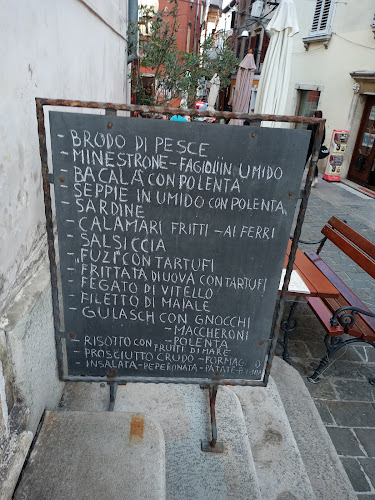 - BRODO DI PESCE
- MINESTRONE - FAGIOLI IN UMIDO
- BACALÀ CON POLENTA
- SEPPIE IN UMIDO CON POLENTA
- SARDINE
- CALAMARI FRITTI - AI FERRI
- SALSICCIA
- "FUZI" CON TARTUFI
- FRITTATA DI UOVA CON TARTUFI
- FEGATO DI VITELLO
- FILETTO DI MAIALE
- GULASCH CON GNOCCHI
- MACCHERONI
- POLENTA
- RISOTTO CON FRUTTI DI MARE
- PROSCIUTTO CRUDO - FORMAG
- INSALATA - PEPERONATA - PATATE